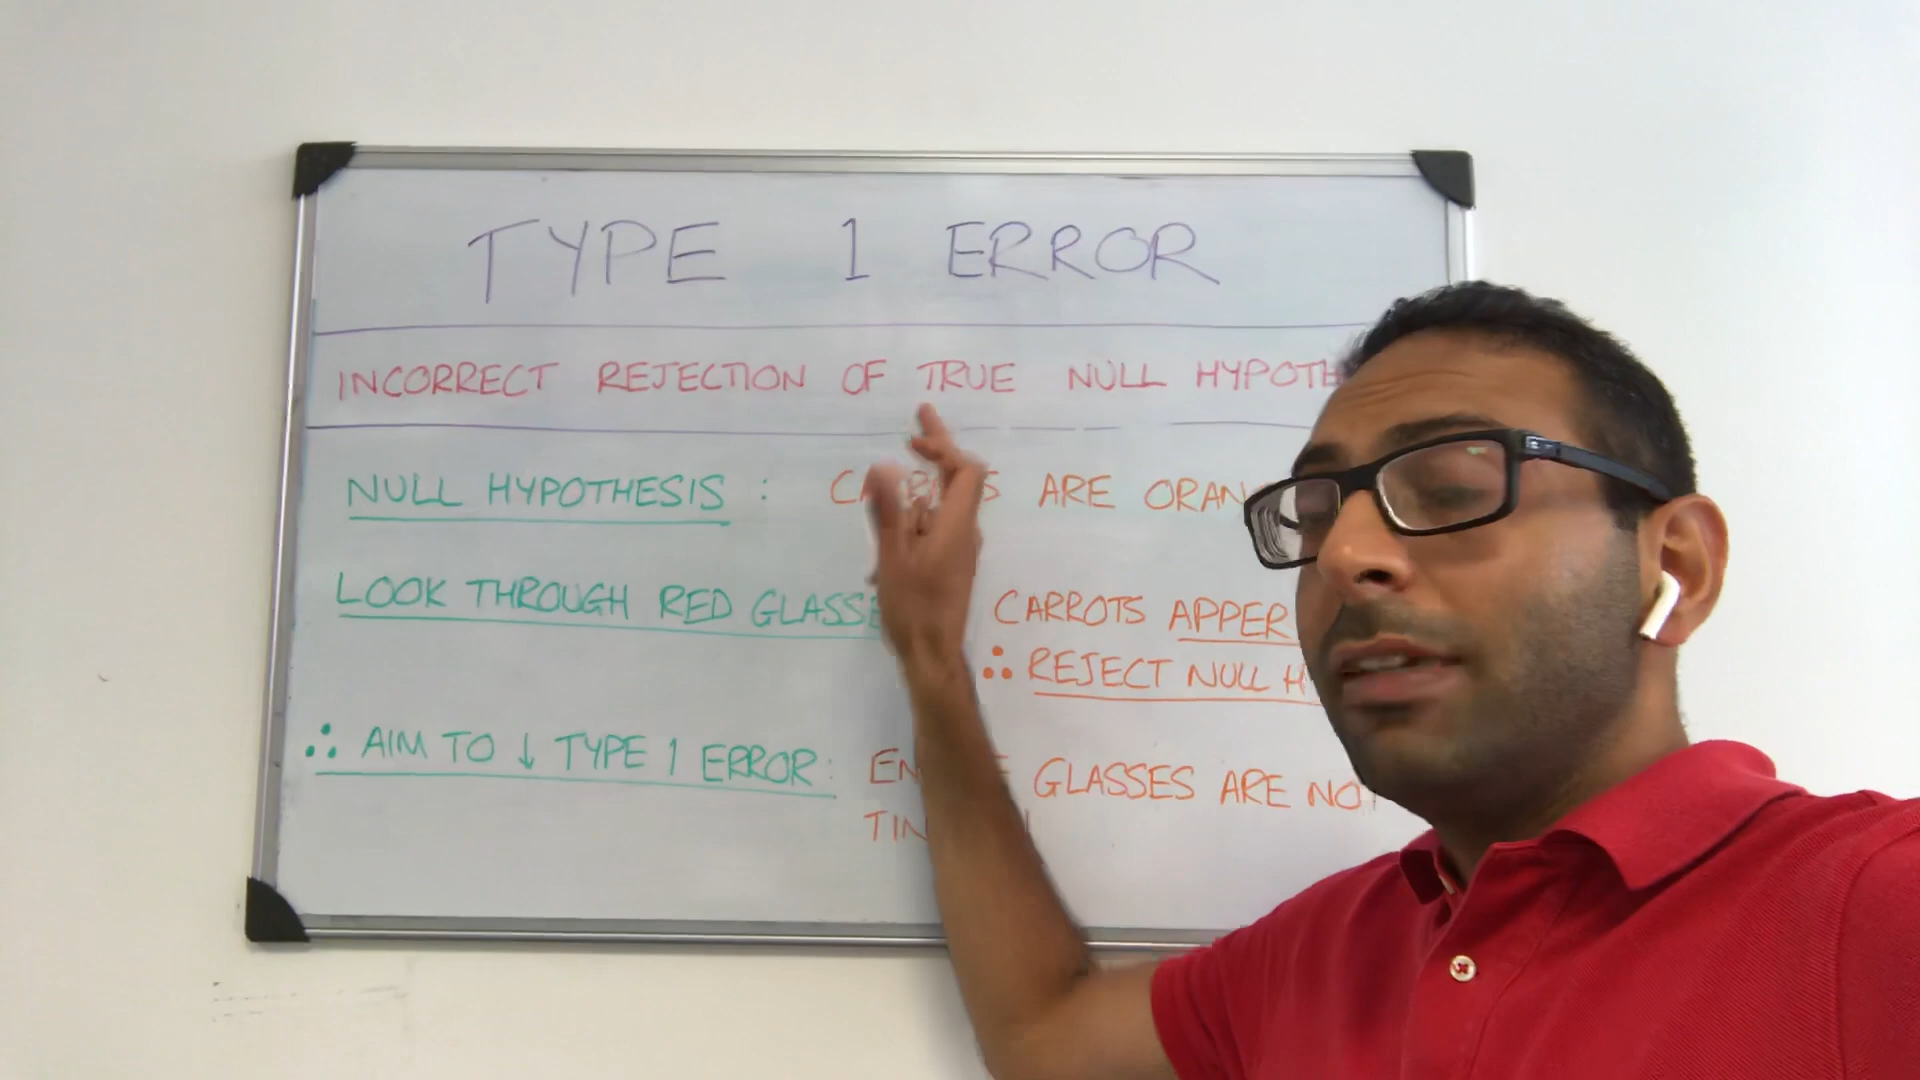 TYPE 1 ERROR
INCORRECT REJECTION OF TRUE NULL
NULL HYPOTHESIS : ARE
LOOK THROUGH RED CARROTS APPER
∴ REJECT NULL
∴ AIM TO ↓ TYPE 1 ERROR: GLASSES ARE NOT